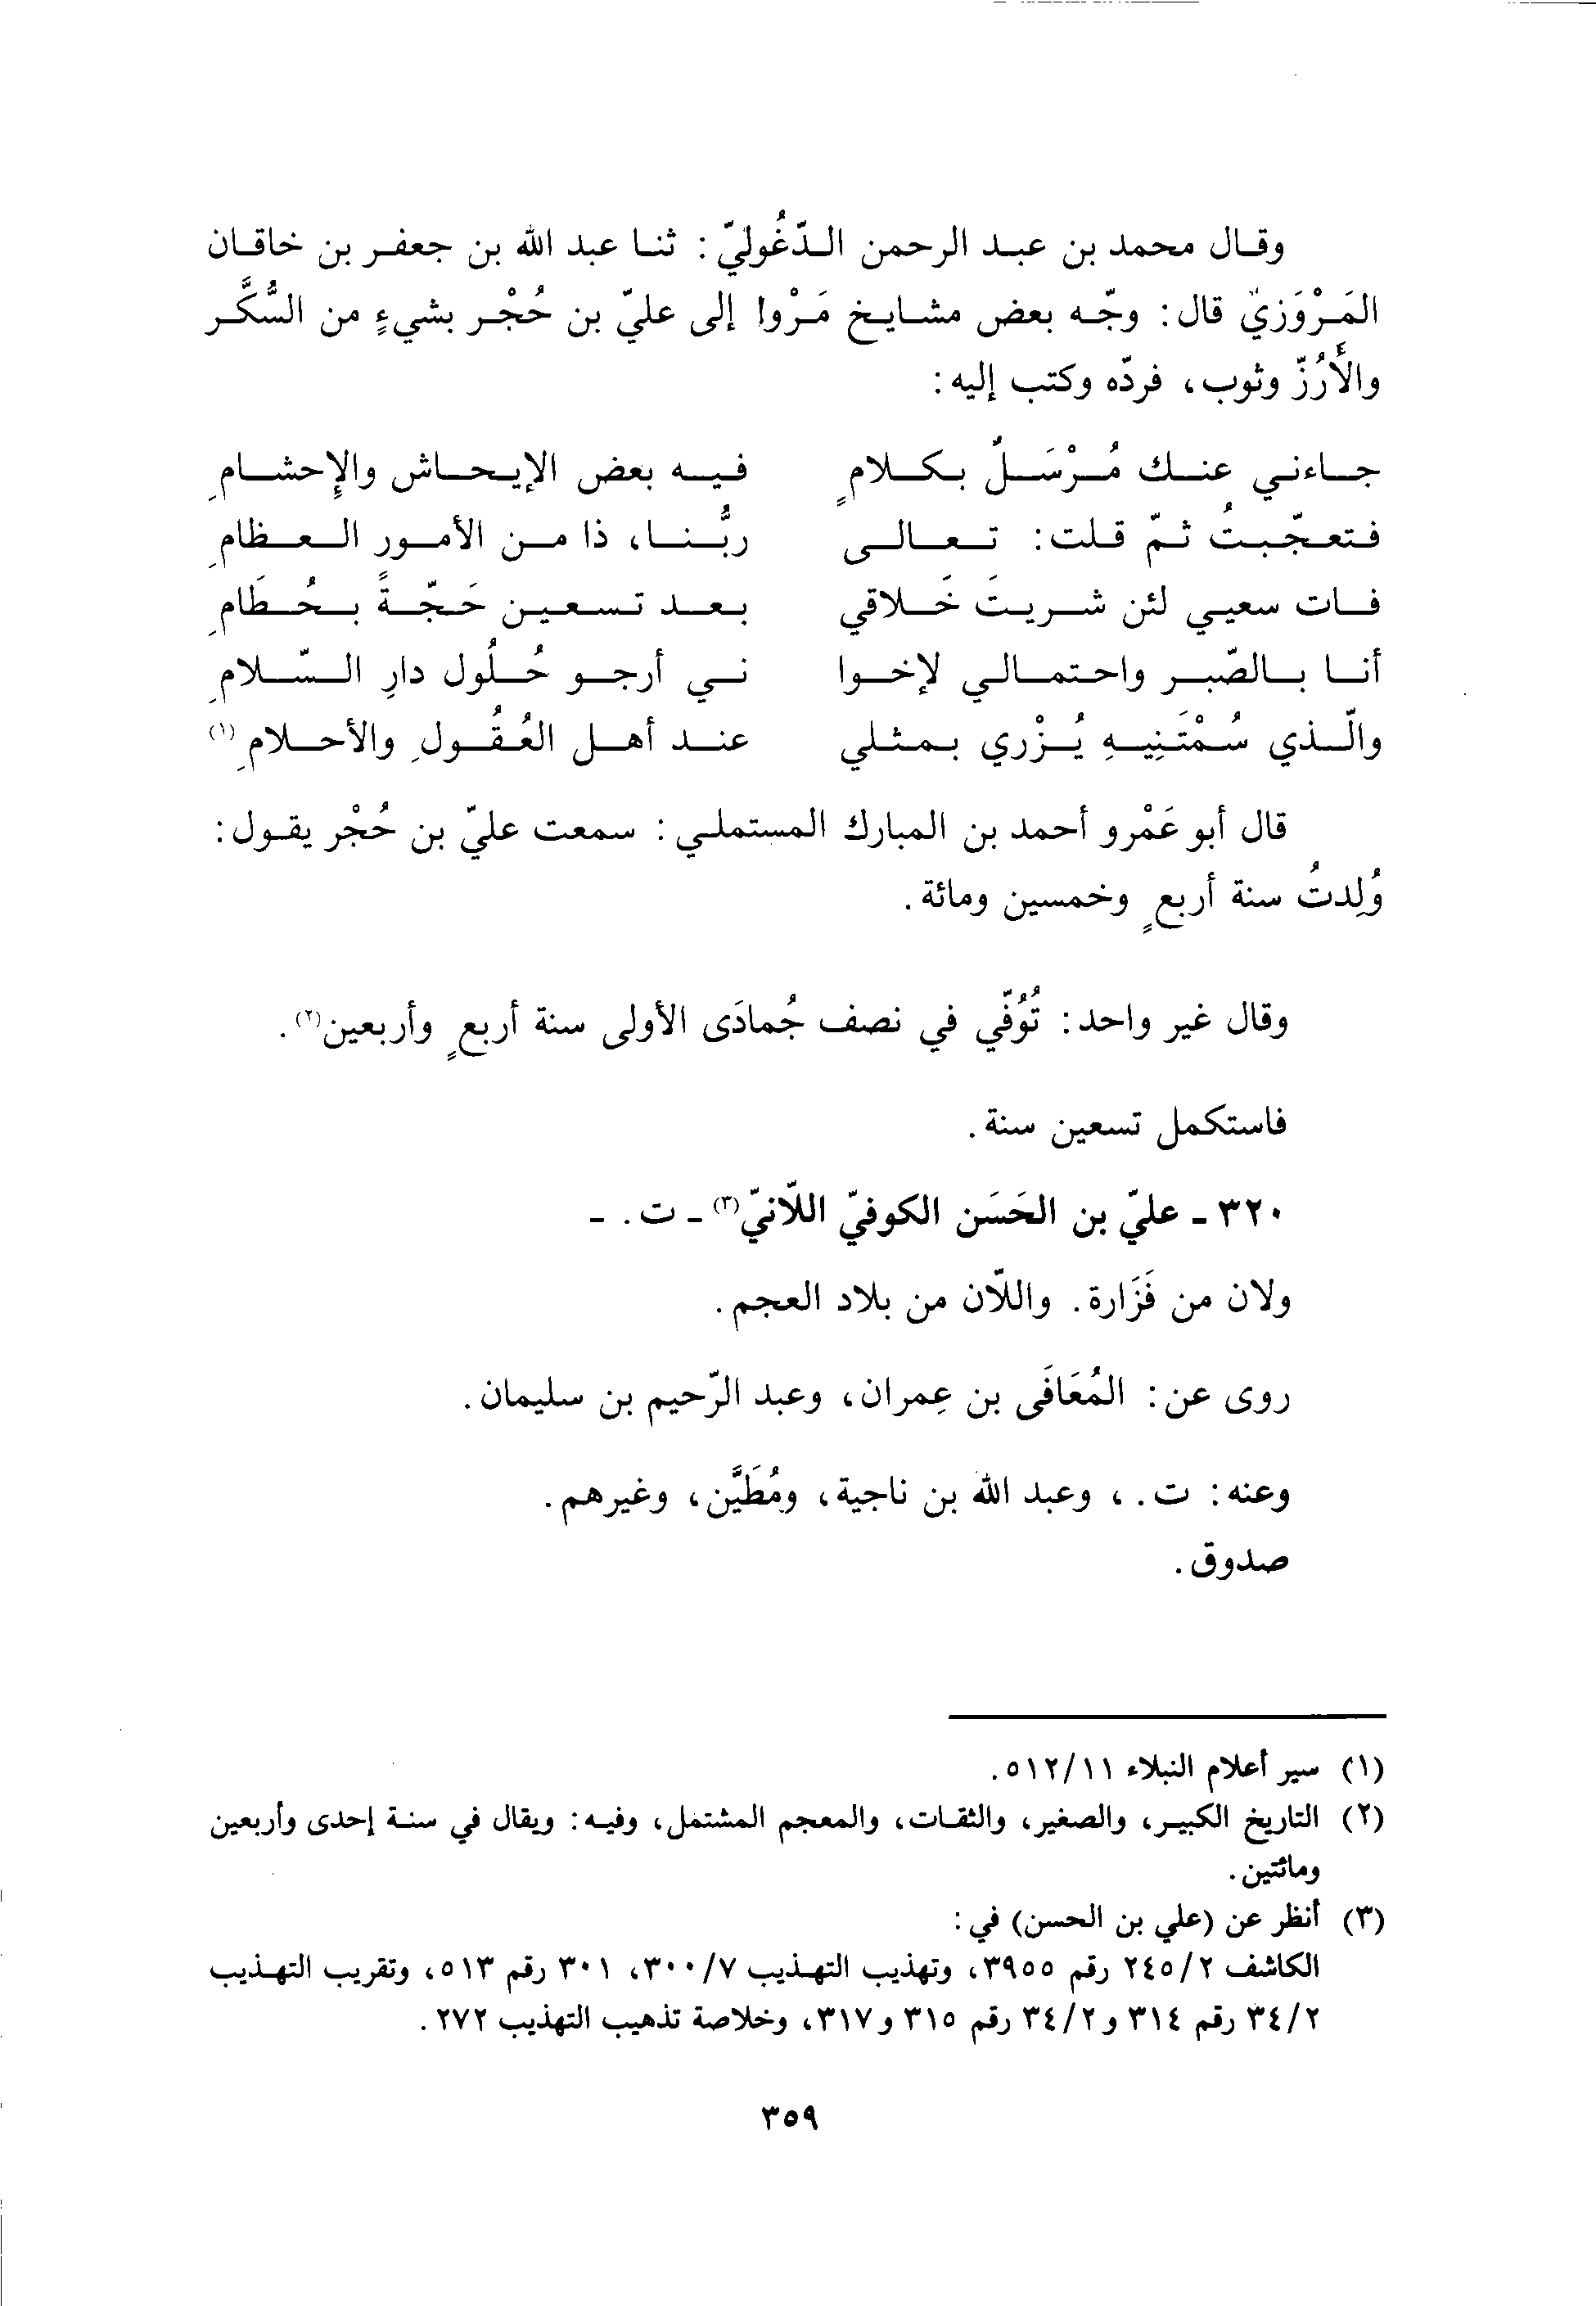 وقال محمد بن عبد الرحمن الدَّغُوليّ: ثنا عبد الله بن جعفر بن خاقان
المَرْوَزيّ قال: وجّه بعض مشايخ مَرْوا إلى عليّ بن حُجْر بشيءٍ من السُّكَّر
والأُرُزّ وثوب، فردّه وكتب إليه:
جاءني عنك مُرْسَلٌ بكلامٍ فيه بعض الإيحاش والإحشامِ
فتعجّبتُ ثمّ قلت: تعالى ربُّنا، ذا من الأمور العظامِ
فات سعيي لئن شريتَ خَلاقي بعد تسعين حَجّةً بحُطَامِ
أنا بالصّبر واحتمالي لإخوا ني أرجو حُلُول دارِ السّلامِ
والّذي سُمْتَنِيهِ يُزْري بمثلي عند أهل العُقُولِ والأحلامِ(١)
قال أبو عَمْرو أحمد بن المبارك المستملي: سمعت عليّ بن حُجْر يقول:
وُلِدتُ سنة أربعٍ وخمسين ومائة.
وقال غير واحد: تُوُفّي في نصف جُمادَى الأولى سنة أربعٍ وأربعين(٢).
فاستكمل تسعين سنة.
٣٢٠ - عليّ بن الحَسَن الكوفيّ اللّانيّ(٣) - ت. -
ولان من فَزَارة. واللّان من بلاد العجم.
روى عن: المُعَافَى بن عِمران، وعبد الرّحيم بن سليمان.
وعنه: ت.، وعبد الله بن ناجية، ومُطَيَّن، وغيرهم.
صدوق.
(١) سير أعلام النبلاء ٥١٢/١١.
(٢) التاريخ الكبير، والصغير، والثقات، والمعجم المشتمل، وفيه: ويقال في سنة إحدى وأربعين
ومائتين.
(٣) أنظر عن (علي بن الحسن) في:
الكاشف ٢٤٥/٢ رقم ٣٩٥٥، وتهذيب التهذيب ٣٠٠/٧، ٣٠١ رقم ٥١٣، وتقريب التهذيب
٣٤/٢ رقم ٣١٤ و٣٤/٢ رقم ٣١٥ و٣١٧، وخلاصة تذهيب التهذيب ٢٧٢.
٣٥٩